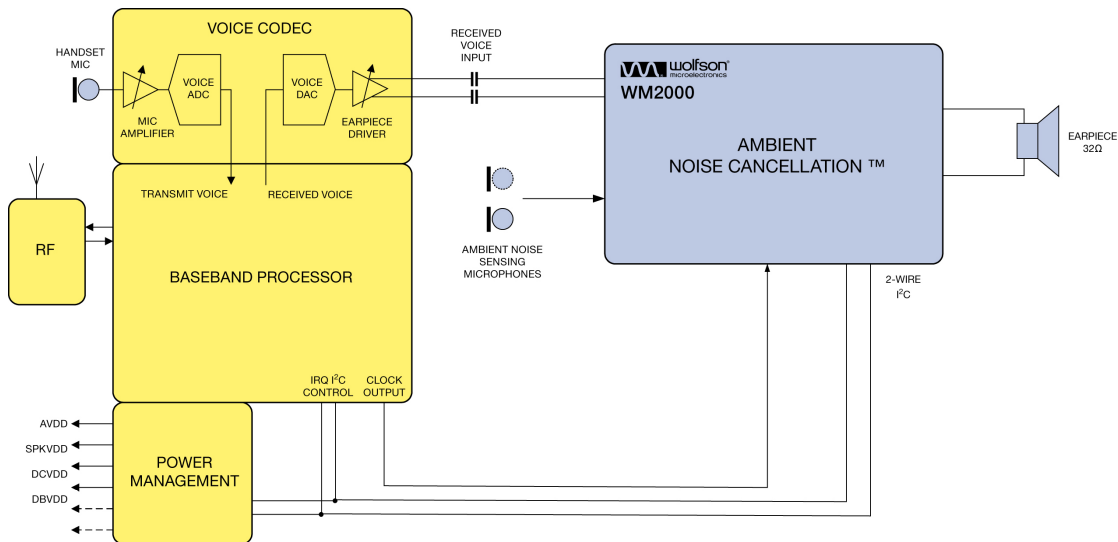 VOICE CODEC
HANDSET
MIC
VOICE
ADC
VOICE
DAC
MIC
AMPLIFIER
EARPIECE
DRIVER
RECEIVED
VOICE
INPUT
wolfson®
microelectronics
WM2000
AMBIENT
NOISE CANCELLATION ™
EARPIECE
32Ω
TRANSMIT VOICE
RECEIVED VOICE
RF
BASEBAND PROCESSOR
AMBIENT NOISE
SENSING
MICROPHONES
2-WIRE
I²C
IRQ I²C
CONTROL
CLOCK
OUTPUT
AVDD
SPKVDD
DCVDD
DBVDD
POWER
MANAGEMENT